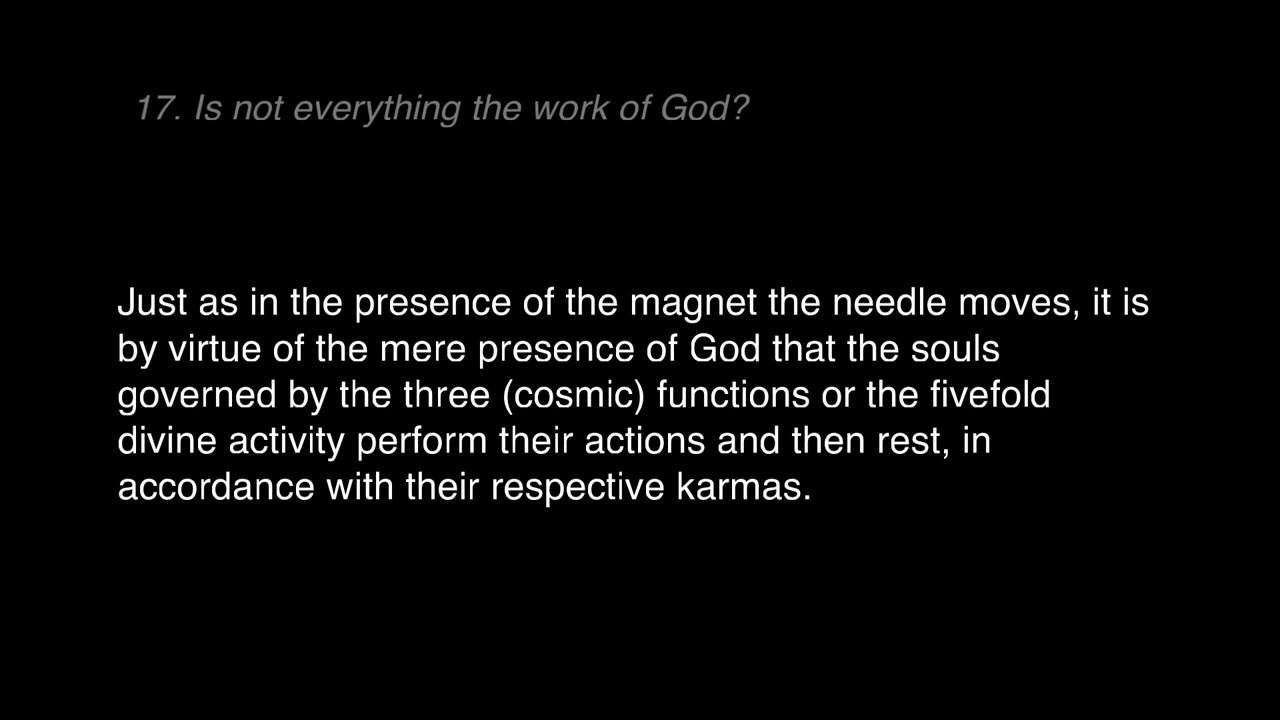 17. Is not everything the work of God?
Just as in the presence of the magnet the needle moves, it is
by virtue of the mere presence of God that the souls
governed by the three (cosmic) functions or the fivefold
divine activity perform their actions and then rest, in
accordance with their respective karmas.